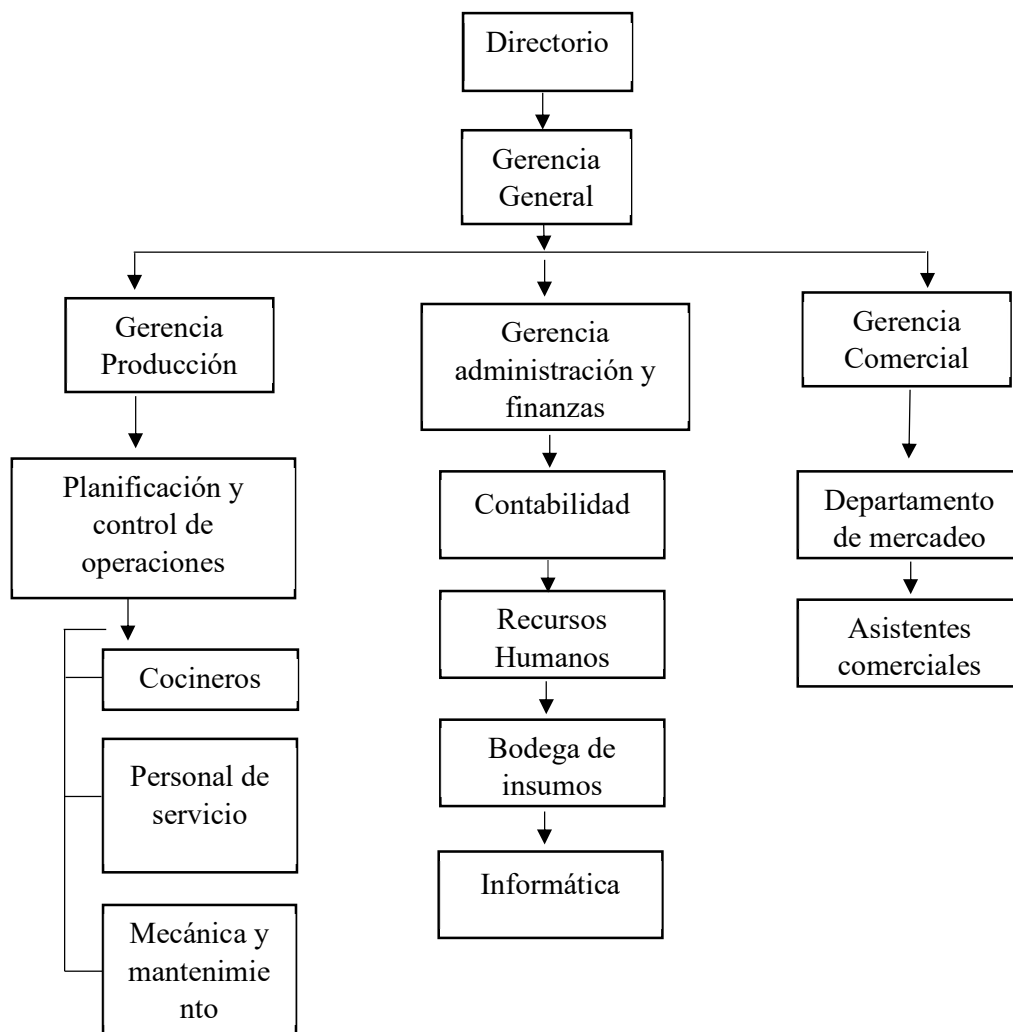 Directorio
Gerencia
General
Gerencia
Producción
Gerencia
administración y
finanzas
Gerencia
Comercial
Planificación y
control de
operaciones
Contabilidad
Departamento
de mercadeo
Recursos
Humanos
Asistentes
comerciales
Cocineros
Bodega de
insumos
Personal de
servicio
Informática
Mecánica y
mantenimie
nto